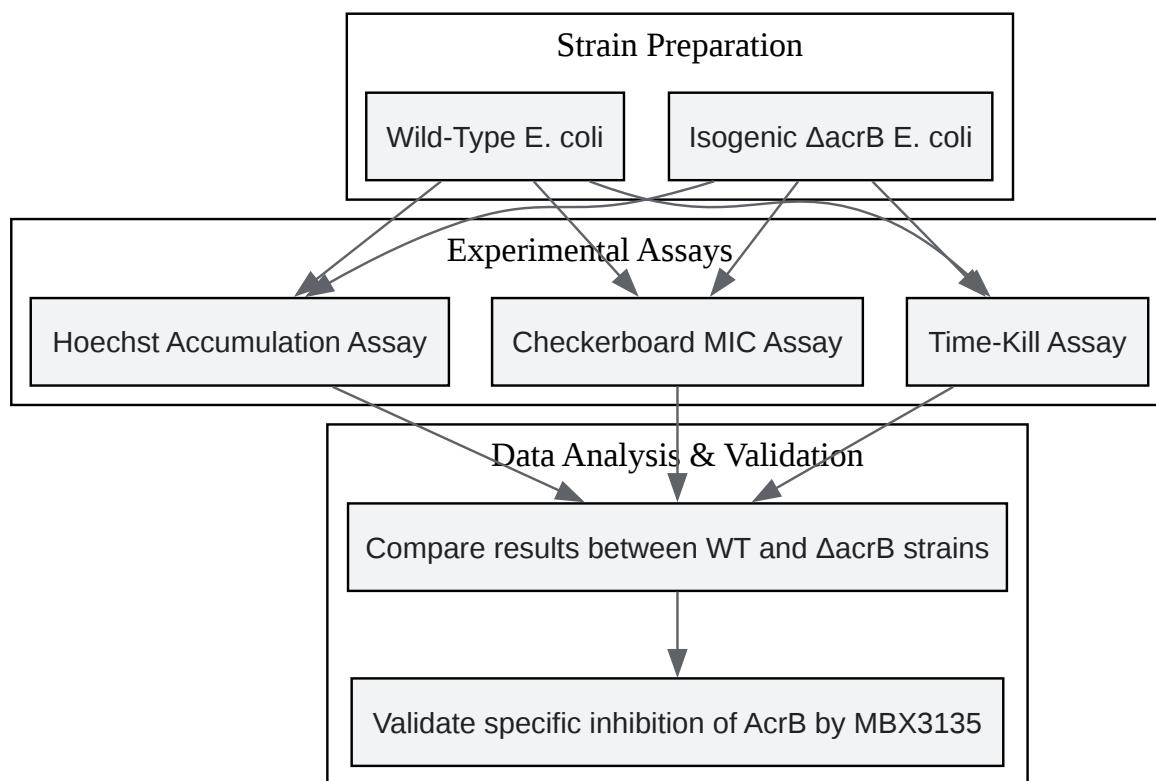 Strain Preparation
Wild-Type E. coli
Isogenic ΔacrB E. coli
Experimental Assays
Hoechst Accumulation Assay
Checkerboard MIC Assay
Time-Kill Assay
Data Analysis & Validation
Compare results between WT and ΔacrB strains
Validate specific inhibition of AcrB by MBX3135